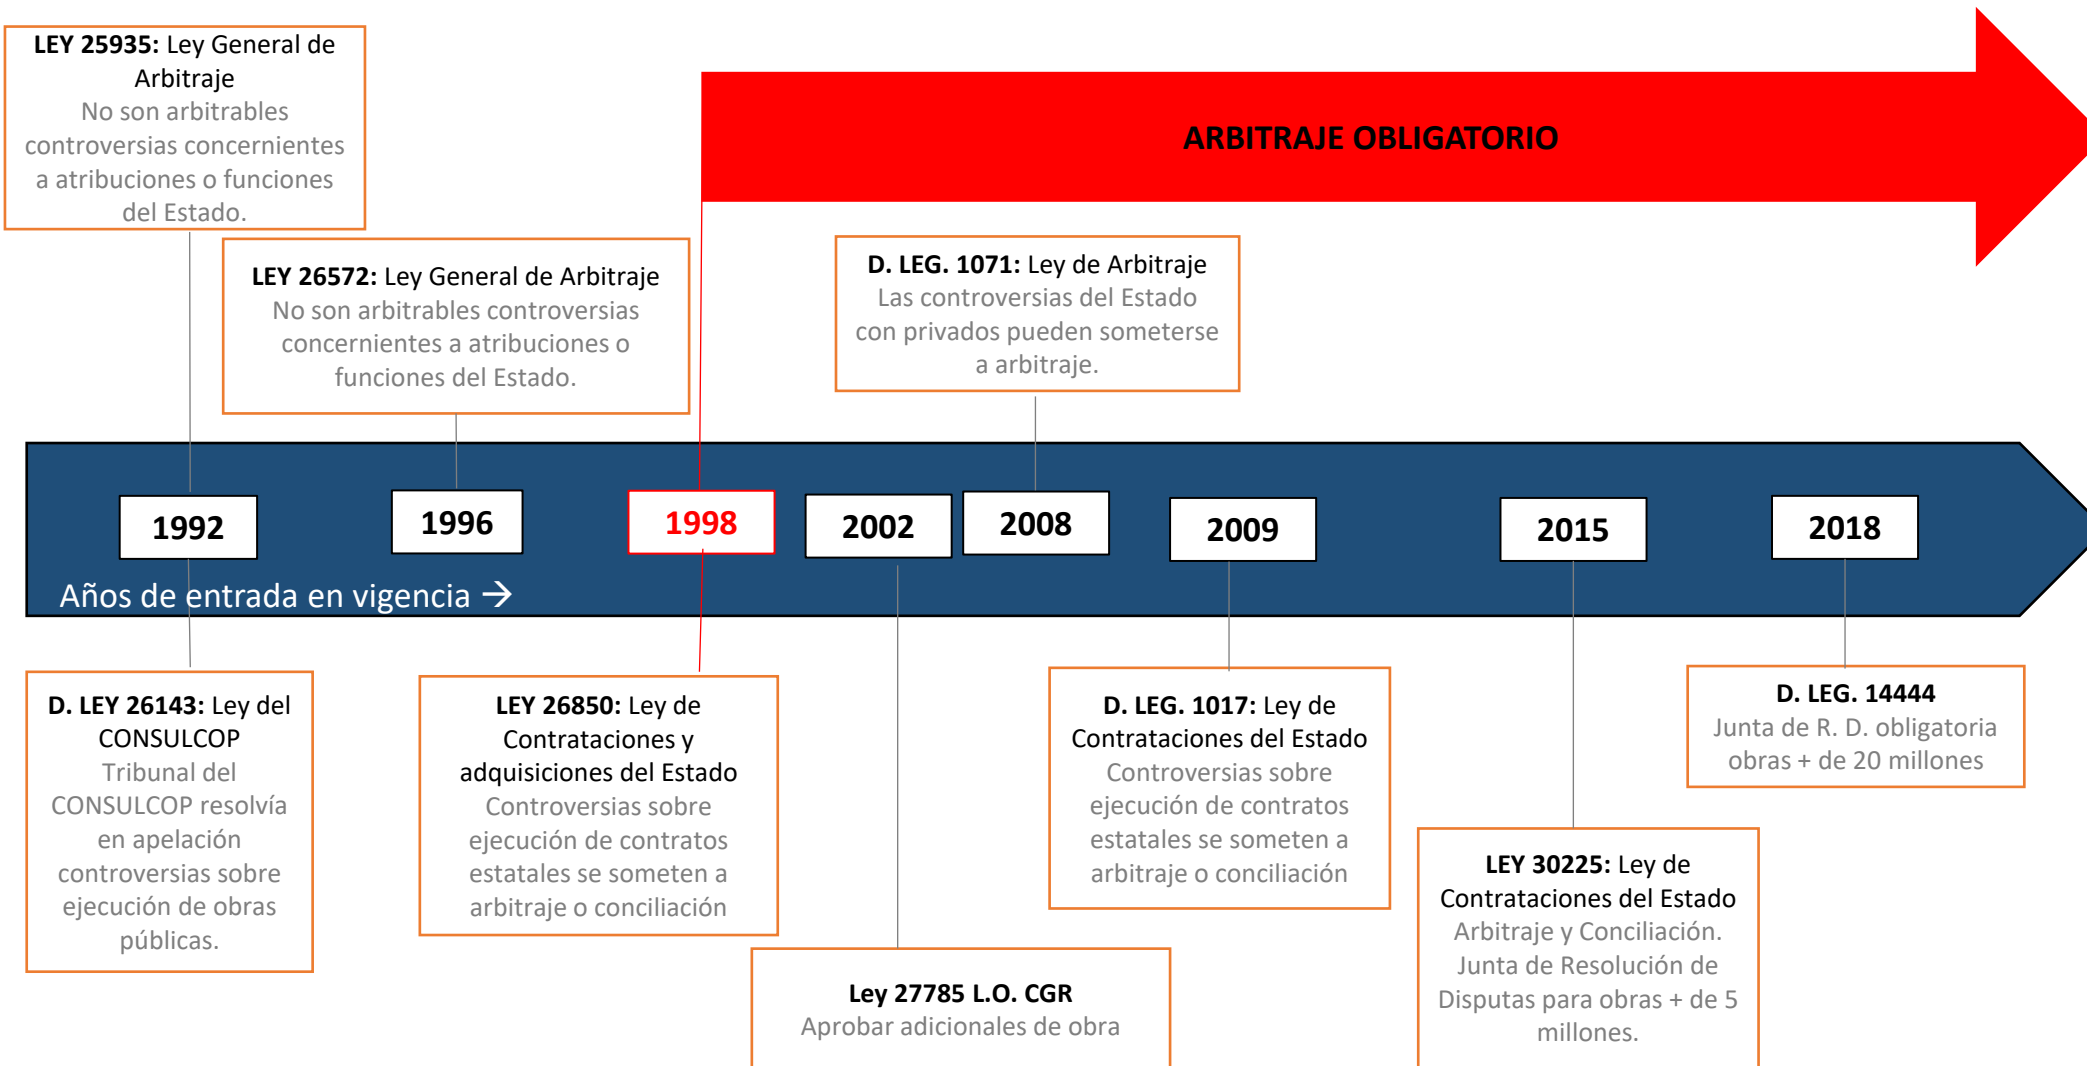 LEY 25935: Ley General de
Arbitraje
No son arbitrables
controversias concernientes
a atribuciones o funciones
del Estado.
ARBITRAJE OBLIGATORIO
LEY 26572: Ley General de Arbitraje
No son arbitrables controversias
concernientes a atribuciones o
funciones del Estado.
D. LEG. 1071: Ley de Arbitraje
Las controversias del Estado
con privados pueden someterse
a arbitraje.
1992
1996
1998
2002
2008
2009
2015
2018
Años de entrada en vigencia →
D. LEY 26143: Ley del
CONSULCOP
Tribunal del
CONSULCOP resolvía
en apelación
controversias sobre
ejecución de obras
públicas.
LEY 26850: Ley de
Contrataciones y
adquisiciones del Estado
Controversias sobre
ejecución de contratos
estatales se someten a
arbitraje o conciliación
Ley 27785 L.O. CGR
Aprobar adicionales de obra
D. LEG. 1017: Ley de
Contrataciones del Estado
Controversias sobre
ejecución de contratos
estatales se someten a
arbitraje o conciliación
LEY 30225: Ley de
Contrataciones del Estado
Arbitraje y Conciliación.
Junta de Resolución de
Disputas para obras + de 5
millones.
D. LEG. 14444
Junta de R. D. obligatoria
obras + de 20 millones